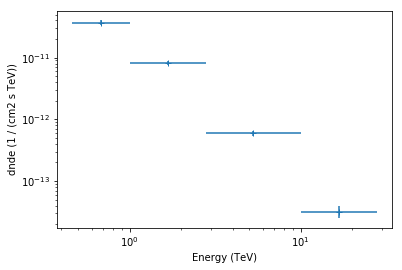 dnde (1 / (cm2 s TeV))
10⁻¹¹
10⁻¹²
10⁻¹³
10⁰
10¹
Energy (TeV)